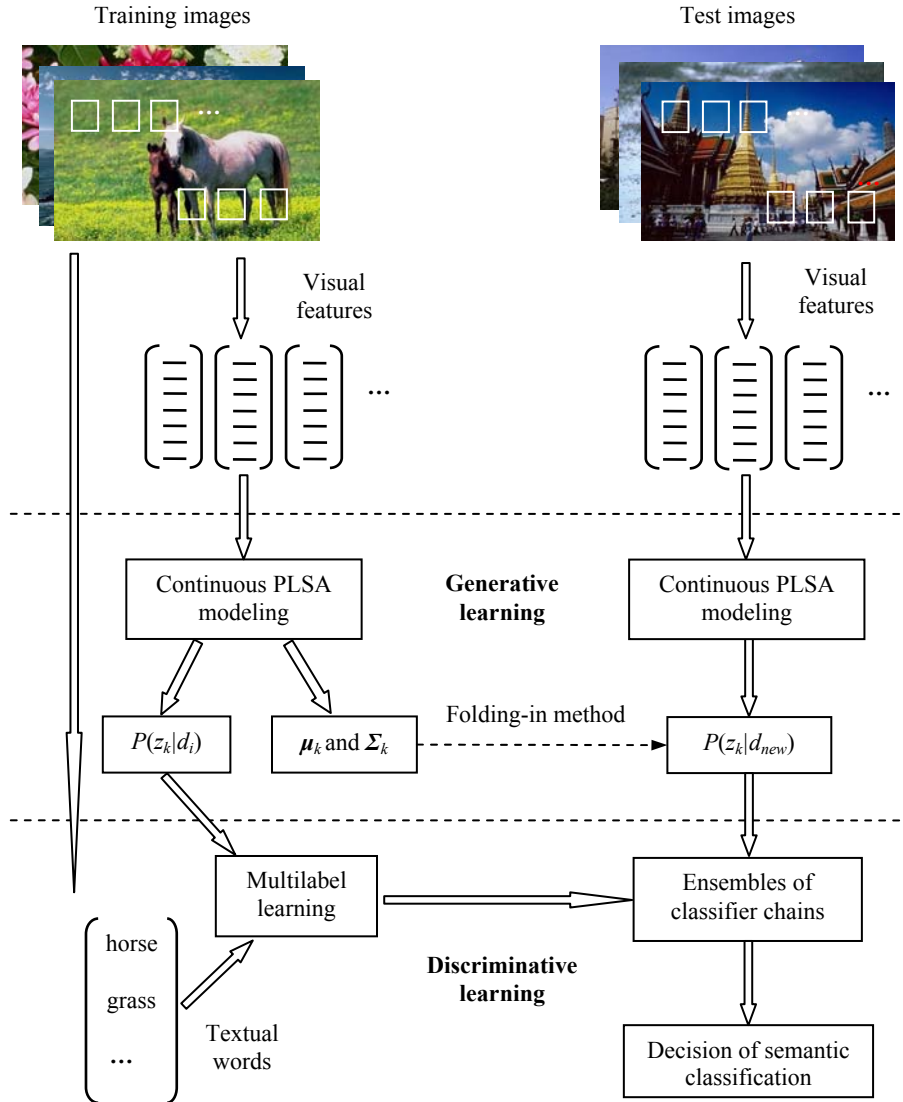 Training images
Test images
...
...
...
...
Visual
features
Visual
features
...
...
Continuous PLSA
modeling
Generative
learning
Continuous PLSA
modeling
P(z_k|d_i)
μ_k and Σ_k
Folding-in method
P(z_k|d_new)
Multilabel
learning
Ensembles of
classifier chains
horse
grass
...
Textual
words
Discriminative
learning
Decision of semantic
classification